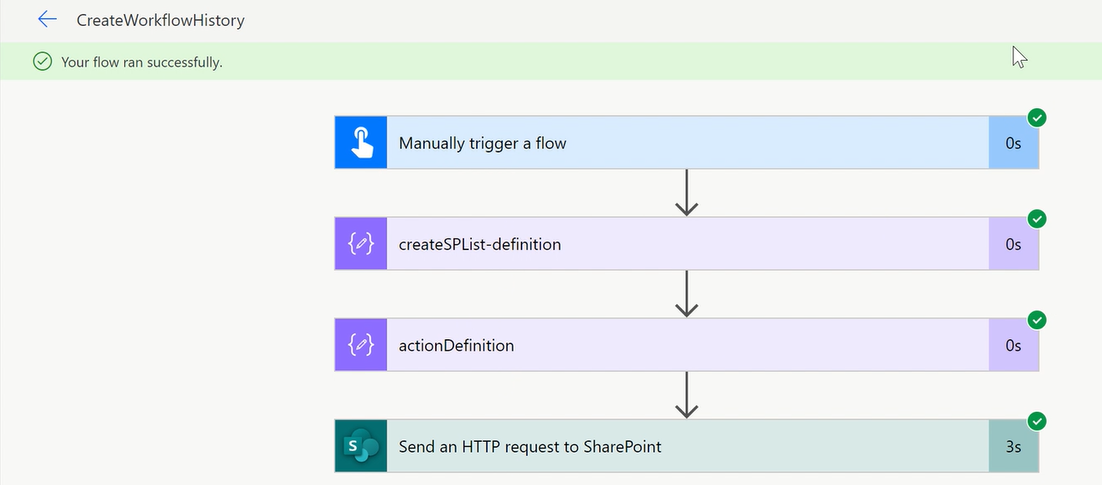 CreateWorkflowHistory
Your flow ran successfully.
Manually trigger a flow 0s
createSPList-definition 0s
actionDefinition 0s
S Send an HTTP request to SharePoint 3s